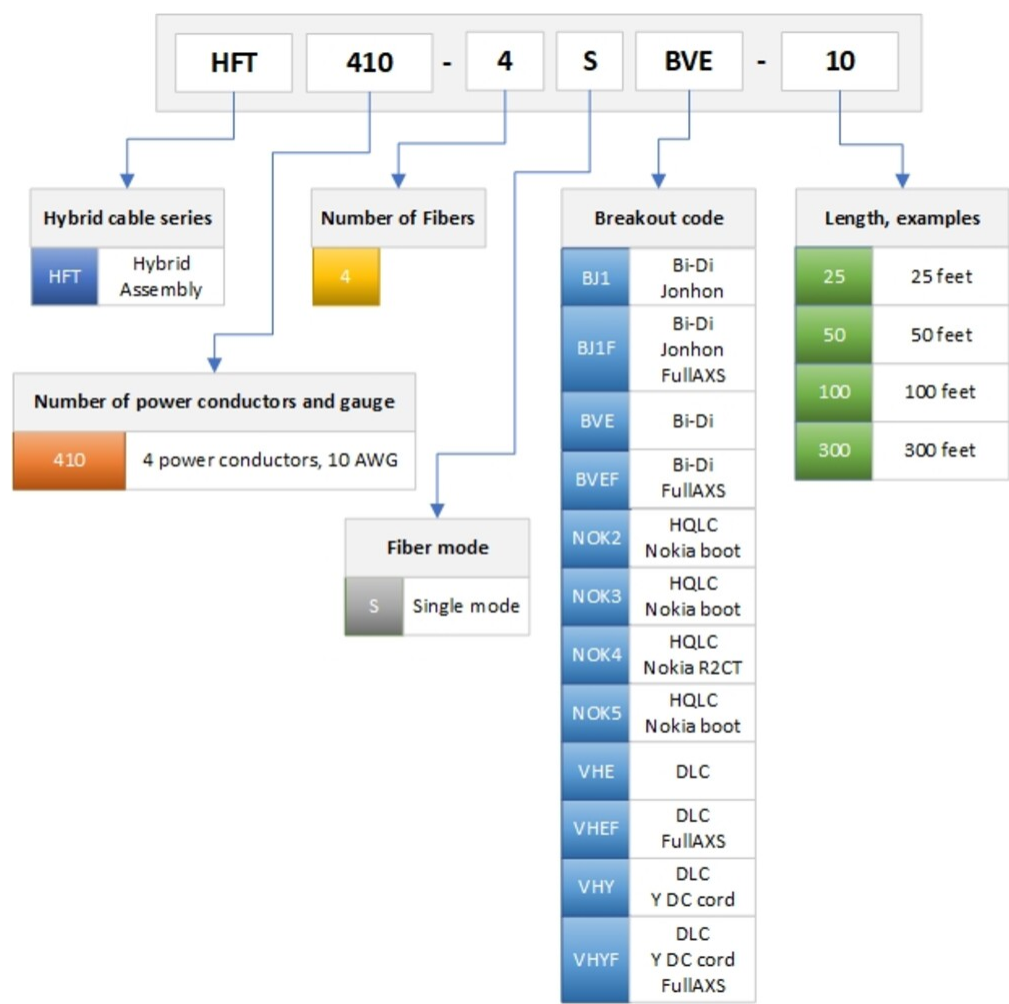 HFT 410 - 4 S BVE - 10
Hybrid cable series
HFT
Hybrid
Assembly
Number of Fibers
4
Number of power conductors and gauge
410 4 power conductors, 10 AWG
Fiber mode
S Single mode
Breakout code
BJ1
Bi-Di
Jonhon
BJ1F
Bi-Di
Jonhon
FullAXS
BVE Bi-Di
BVEF
Bi-Di
FullAXS
NOK2
HQLC
Nokia boot
NOK3
HQLC
Nokia boot
NOK4
HQLC
Nokia R2CT
NOK5
HQLC
Nokia boot
VHE DLC
VHEF
DLC
FullAXS
VHY
DLC
Y DC cord
VHYF
DLC
Y DC cord
FullAXS
Length, examples
25 25 feet
50 50 feet
100 100 feet
300 300 feet